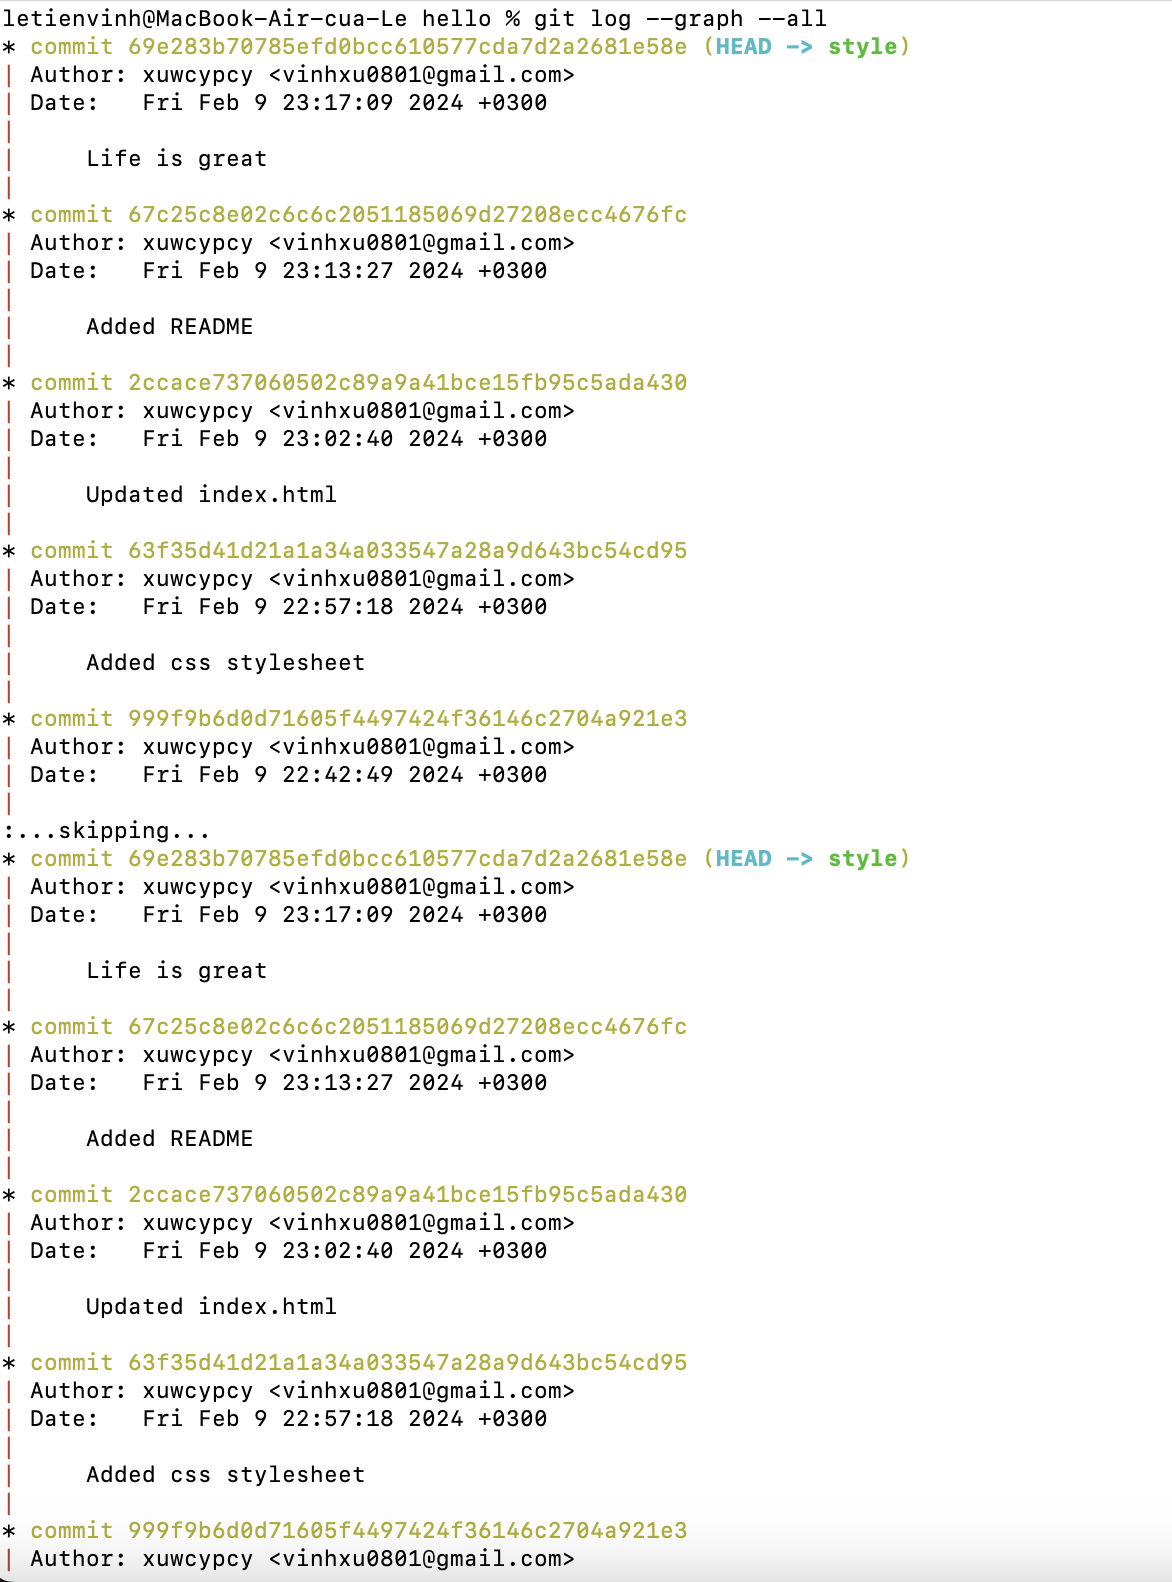 letienvinh@MacBook-Air-cua-Le hello % git log --graph --all
* commit 69e283b70785efd0bcc610577cda7d2a2681e58e (HEAD -> style)
| Author: xuwcypcy <vinhxu0801@gmail.com>
| Date:   Fri Feb 9 23:17:09 2024 +0300
|
|     Life is great
|
* commit 67c25c8e02c6c6c2051185069d27208ecc4676fc
| Author: xuwcypcy <vinhxu0801@gmail.com>
| Date:   Fri Feb 9 23:13:27 2024 +0300
|
|     Added README
|
* commit 2ccace737060502c89a9a41bce15fb95c5ada430
| Author: xuwcypcy <vinhxu0801@gmail.com>
| Date:   Fri Feb 9 23:02:40 2024 +0300
|
|     Updated index.html
|
* commit 63f35d41d21a1a34a033547a28a9d643bc54cd95
| Author: xuwcypcy <vinhxu0801@gmail.com>
| Date:   Fri Feb 9 22:57:18 2024 +0300
|
|     Added css stylesheet
|
* commit 999f9b6d0d71605f4497424f36146c2704a921e3
| Author: xuwcypcy <vinhxu0801@gmail.com>
| Date:   Fri Feb 9 22:42:49 2024 +0300
|
:...skipping...
* commit 69e283b70785efd0bcc610577cda7d2a2681e58e (HEAD -> style)
| Author: xuwcypcy <vinhxu0801@gmail.com>
| Date:   Fri Feb 9 23:17:09 2024 +0300
|
|     Life is great
|
* commit 67c25c8e02c6c6c2051185069d27208ecc4676fc
| Author: xuwcypcy <vinhxu0801@gmail.com>
| Date:   Fri Feb 9 23:13:27 2024 +0300
|
|     Added README
|
* commit 2ccace737060502c89a9a41bce15fb95c5ada430
| Author: xuwcypcy <vinhxu0801@gmail.com>
| Date:   Fri Feb 9 23:02:40 2024 +0300
|
|     Updated index.html
|
* commit 63f35d41d21a1a34a033547a28a9d643bc54cd95
| Author: xuwcypcy <vinhxu0801@gmail.com>
| Date:   Fri Feb 9 22:57:18 2024 +0300
|
|     Added css stylesheet
|
* commit 999f9b6d0d71605f4497424f36146c2704a921e3
| Author: xuwcypcy <vinhxu0801@gmail.com>